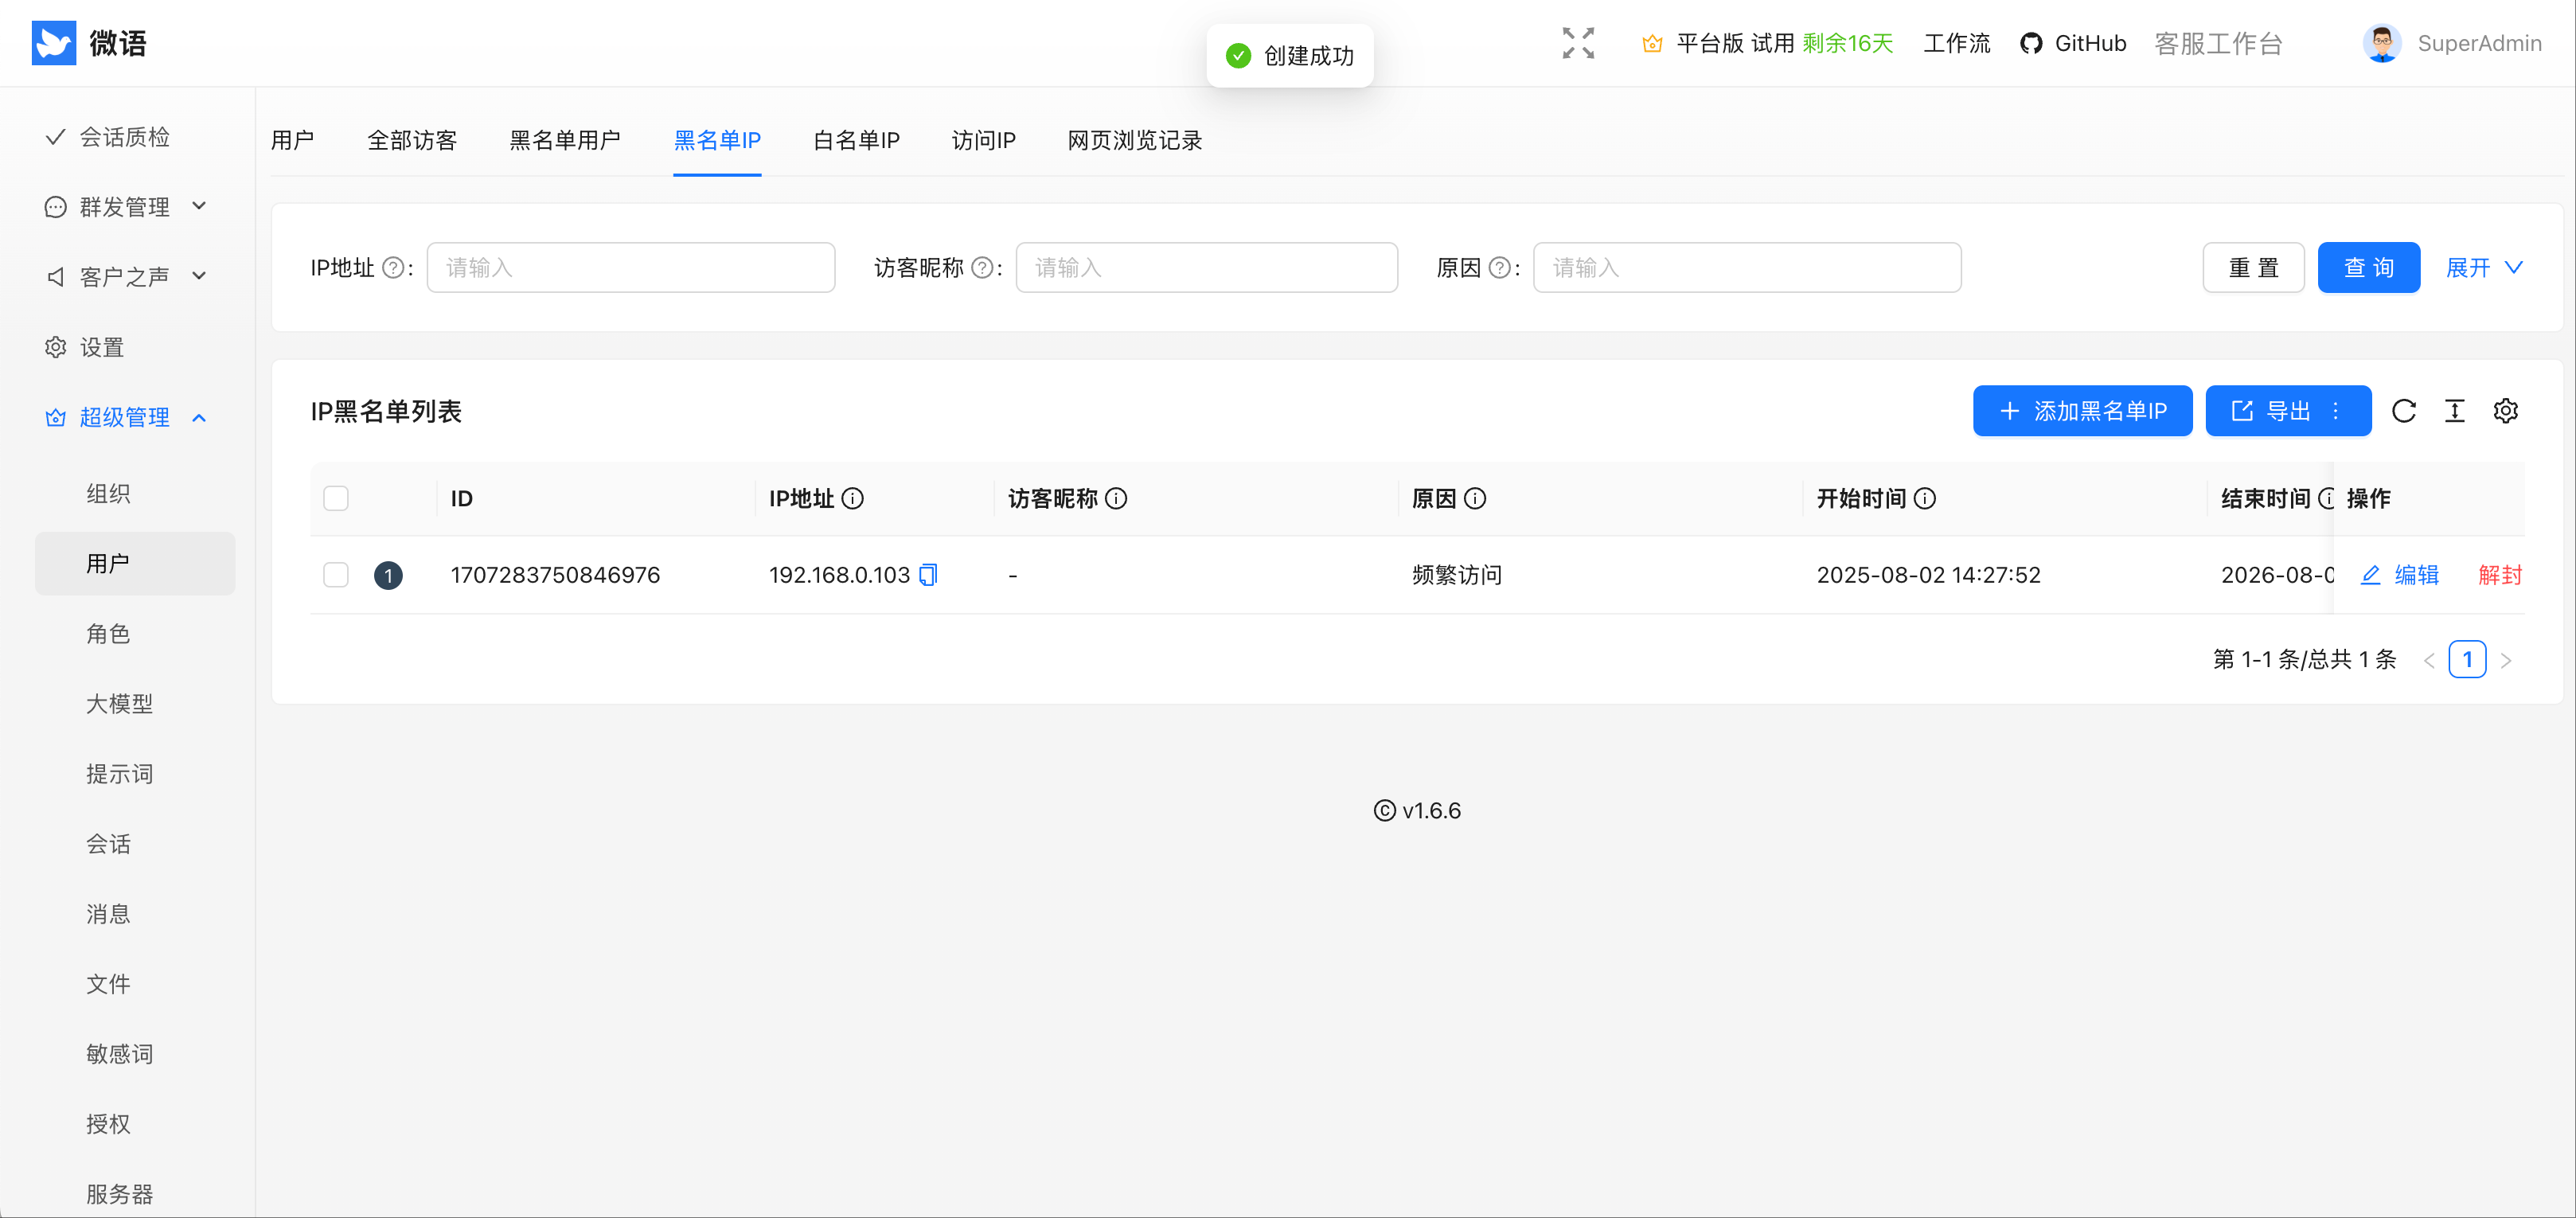 微语
创建成功
平台版 试用 剩余16天
工作流
GitHub
客服工作台
SuperAdmin
会话质检
群发管理
客户之声
设置
超级管理
组织
用户
角色
大模型
提示词
会话
消息
文件
敏感词
授权
服务器
用户 全部访客 黑名单用户 黑名单IP 白名单IP 访问IP 网页浏览记录
IP地址 : 请输入 访客昵称 : 请输入 原因 : 请输入 重 置 查 询 展开
IP黑名单列表 添加黑名单IP 导出
ID IP地址 访客昵称 原因 开始时间 结束时间 操作
1 1707283750846976 192.168.0.103 - 频繁访问 2025-08-02 14:27:52 2026-08-0 编辑 解封
第 1-1 条/总共 1 条 < 1 >
© v1.6.6